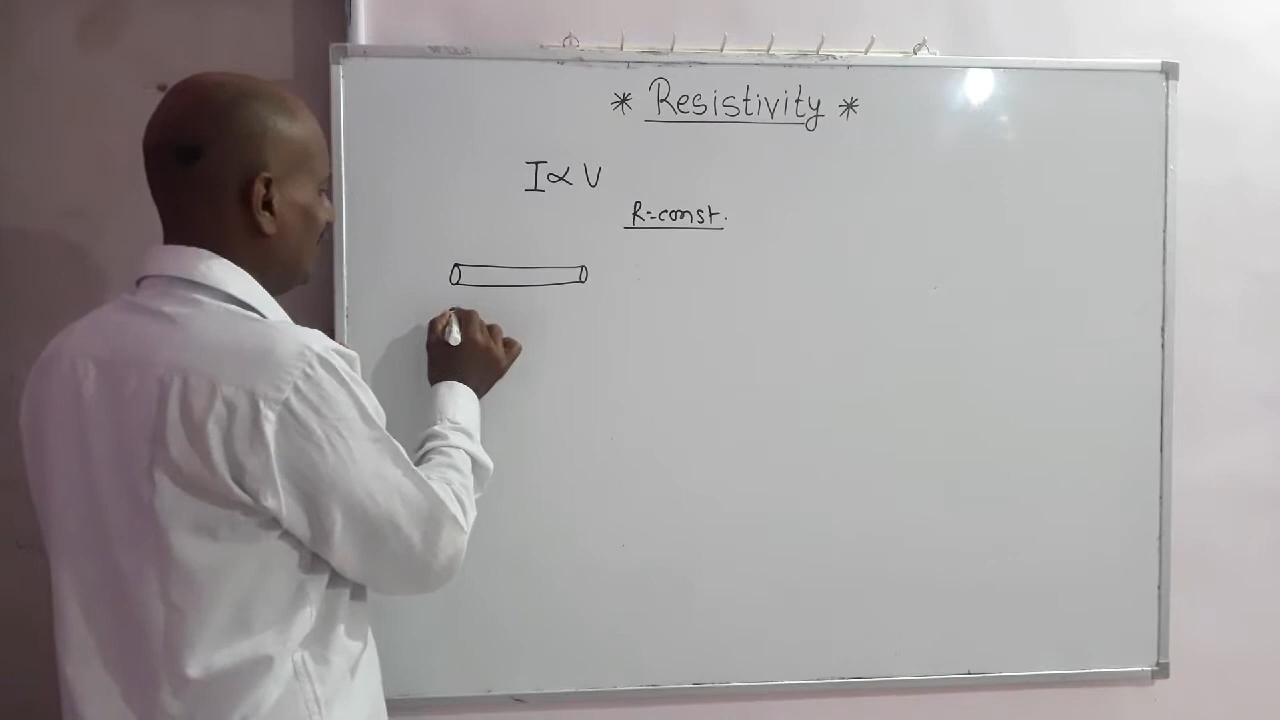 * Resistivity *
I ∝ V
R=const.